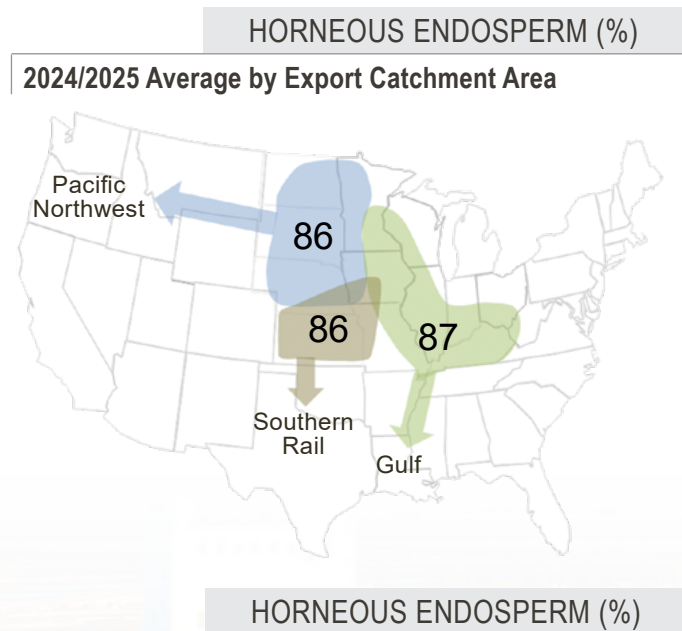 HORNEOUS ENDOSPERM (%)
2024/2025 Average by Export Catchment Area
Pacific
Northwest
86
86
87
Southern
Rail
Gulf
HORNEOUS ENDOSPERM (%)